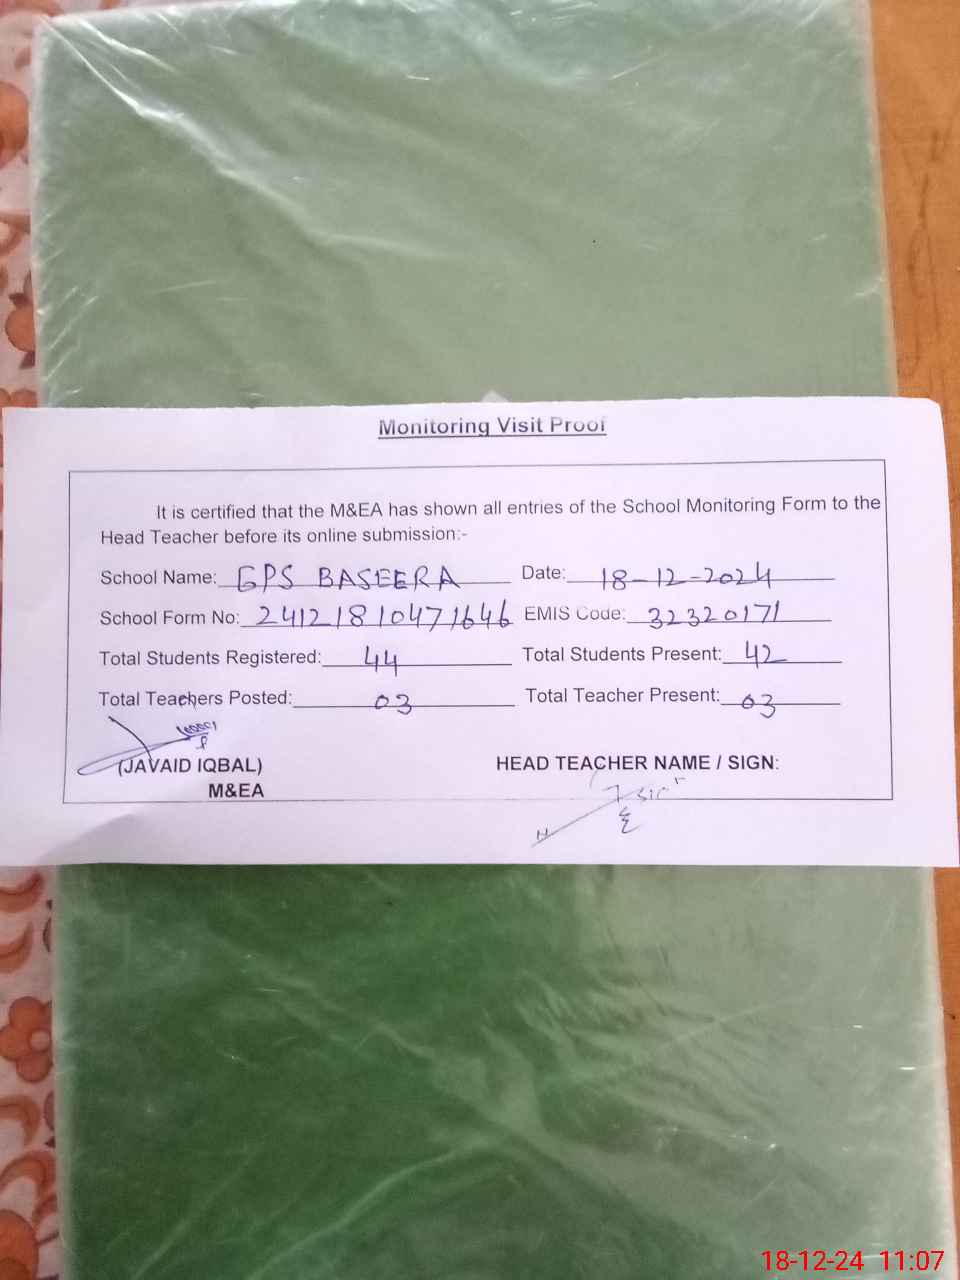 Monitoring Visit Proof
It is certified that the M&EA has shown all entries of the School Monitoring Form to the
Head Teacher before its online submission:-
School Name: GPS BASEERA Date: 18-12-2024
School Form No: 24121810471646 EMIS Code: 32320171
Total Students Registered: 44 Total Students Present: 42
Total Teachers Posted: 03 Total Teacher Present: 03
(JAVAID IQBAL) HEAD TEACHER NAME / SIGN:
M&EA
18-12-24 11:07